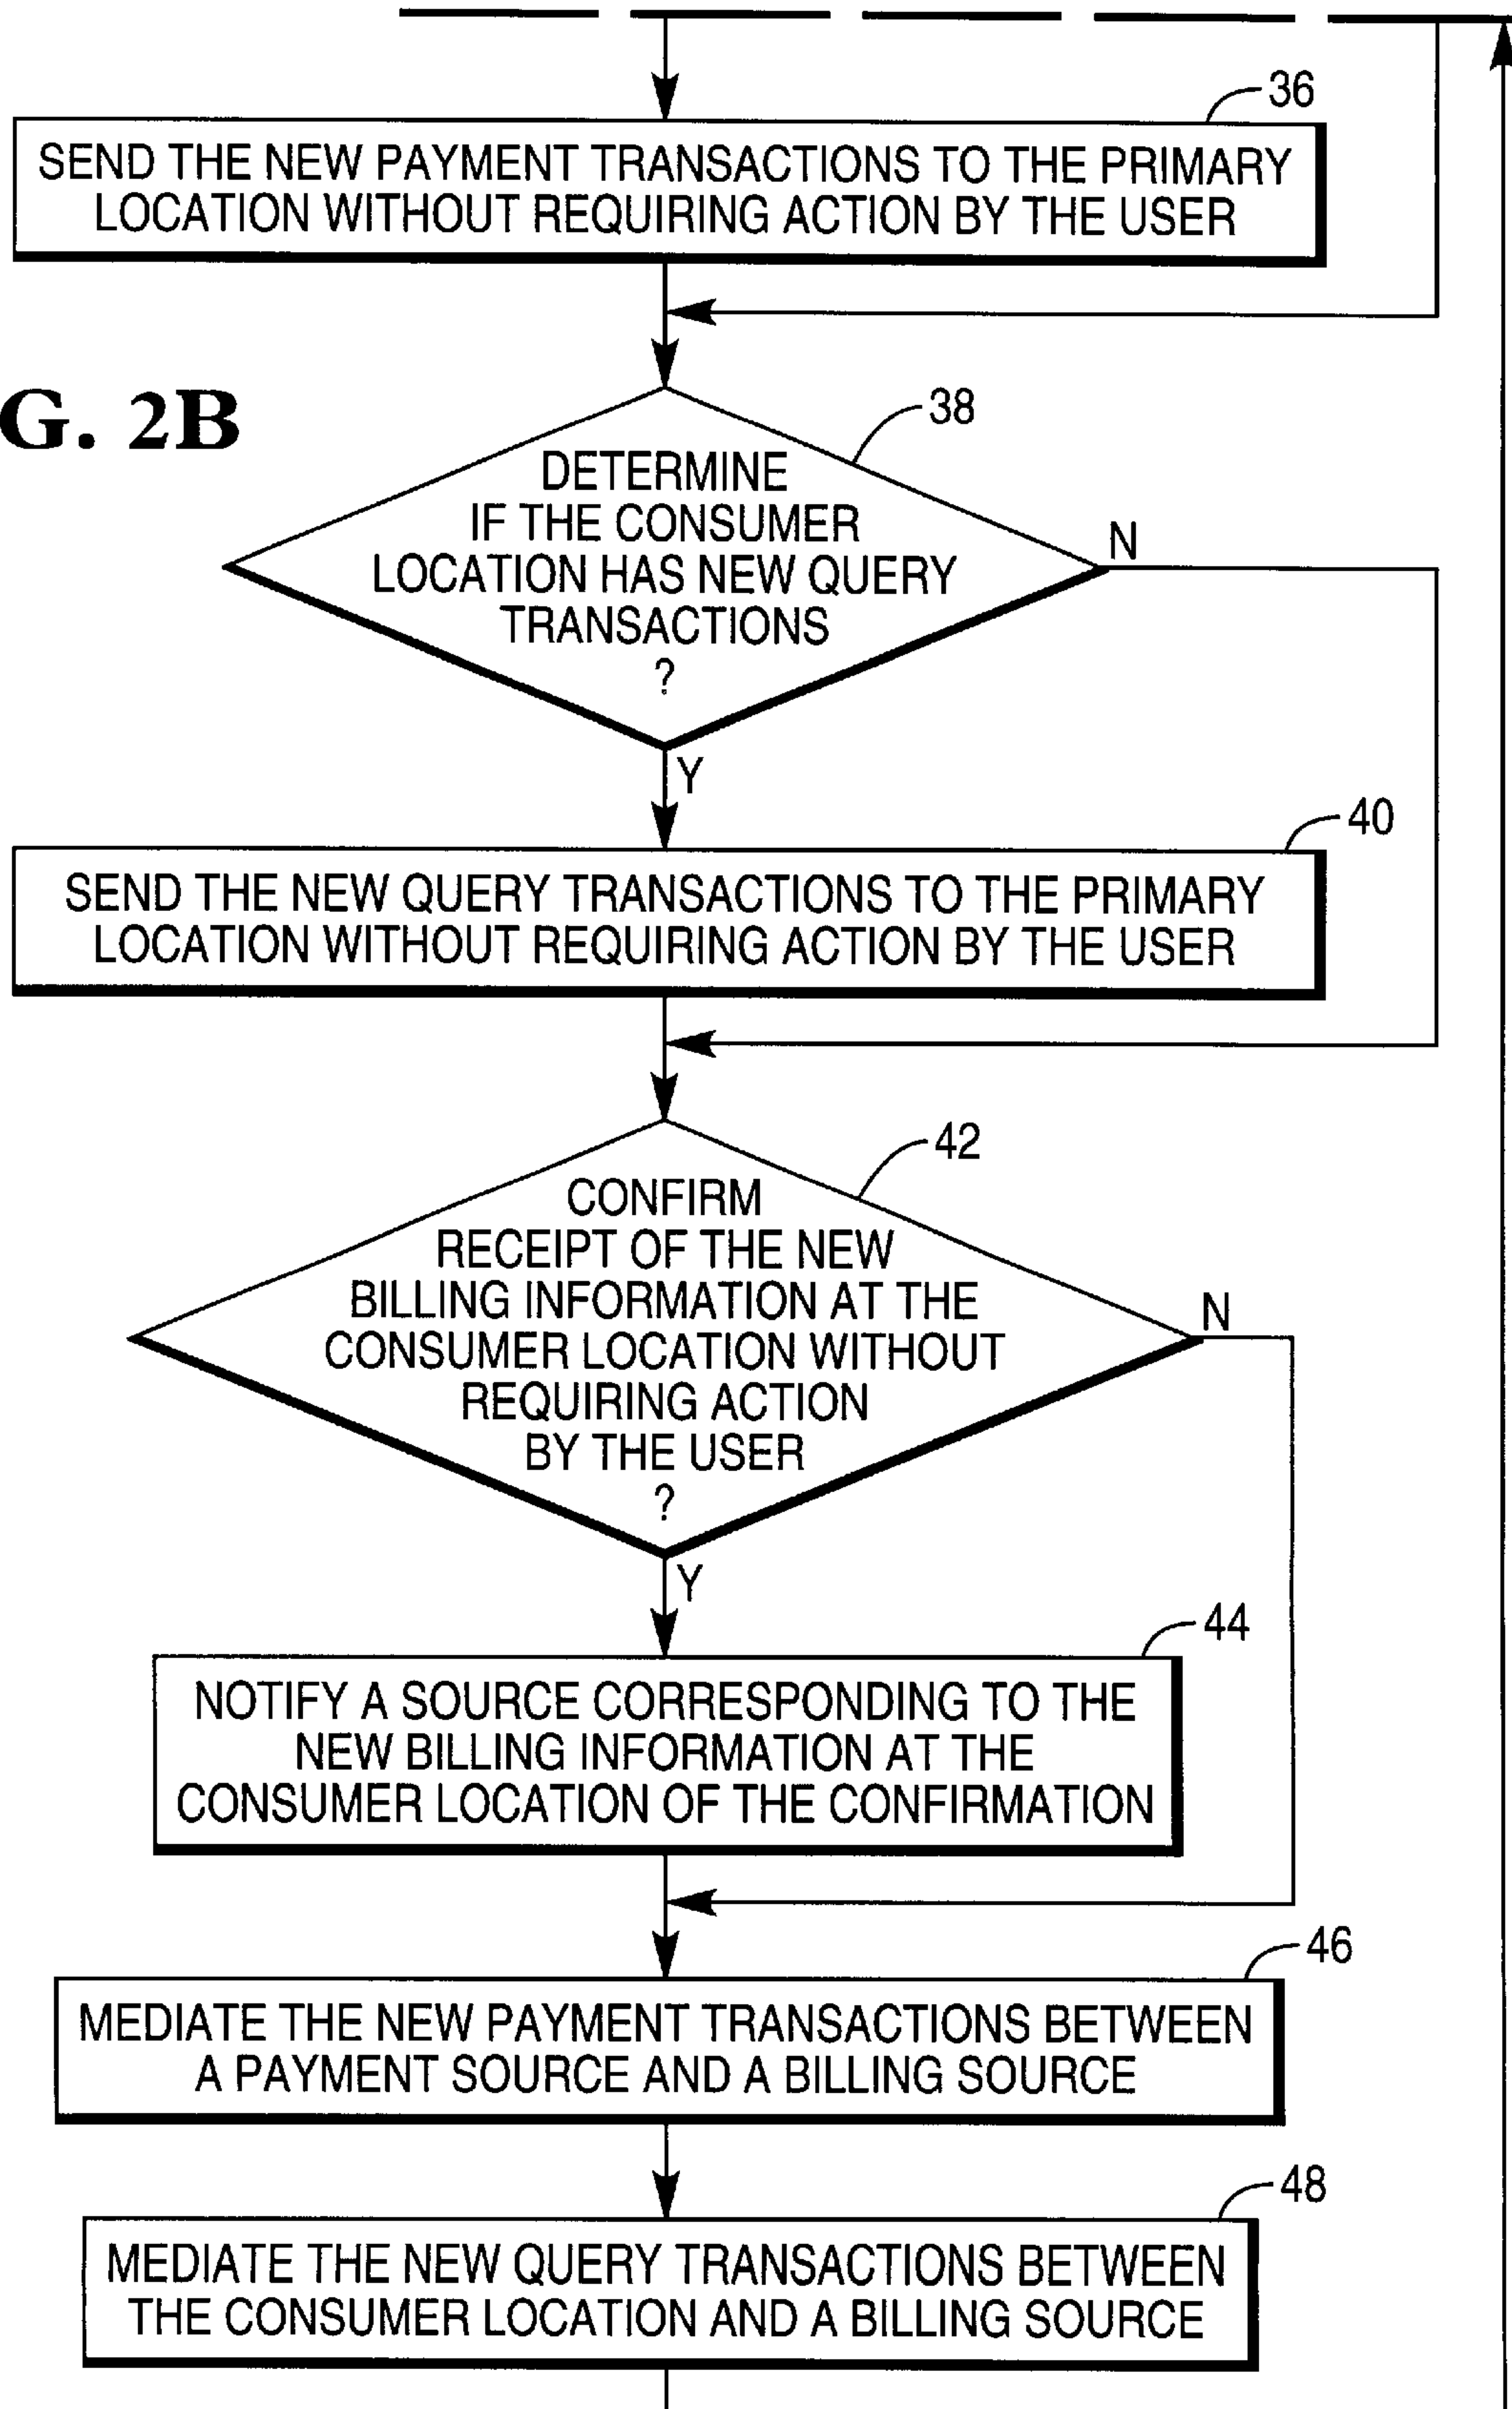 36
SEND THE NEW PAYMENT TRANSACTIONS TO THE PRIMARY
LOCATION WITHOUT REQUIRING ACTION BY THE USER
G. 2B
38
DETERMINE
IF THE CONSUMER
LOCATION HAS NEW QUERY
TRANSACTIONS
?
N
Y
40
SEND THE NEW QUERY TRANSACTIONS TO THE PRIMARY
LOCATION WITHOUT REQUIRING ACTION BY THE USER
42
CONFIRM
RECEIPT OF THE NEW
BILLING INFORMATION AT THE
CONSUMER LOCATION WITHOUT
REQUIRING ACTION
BY THE USER
?
N
Y
44
NOTIFY A SOURCE CORRESPONDING TO THE
NEW BILLING INFORMATION AT THE
CONSUMER LOCATION OF THE CONFIRMATION
46
MEDIATE THE NEW PAYMENT TRANSACTIONS BETWEEN
A PAYMENT SOURCE AND A BILLING SOURCE
48
MEDIATE THE NEW QUERY TRANSACTIONS BETWEEN
THE CONSUMER LOCATION AND A BILLING SOURCE